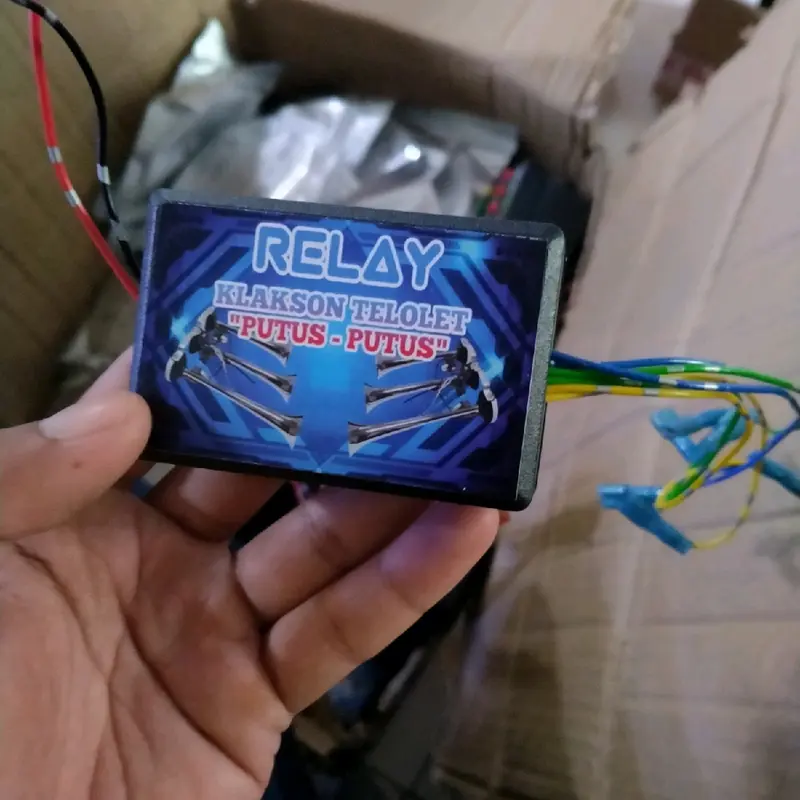 RELAY
KLAKSON TELOLET
"PUTUS - PUTUS"